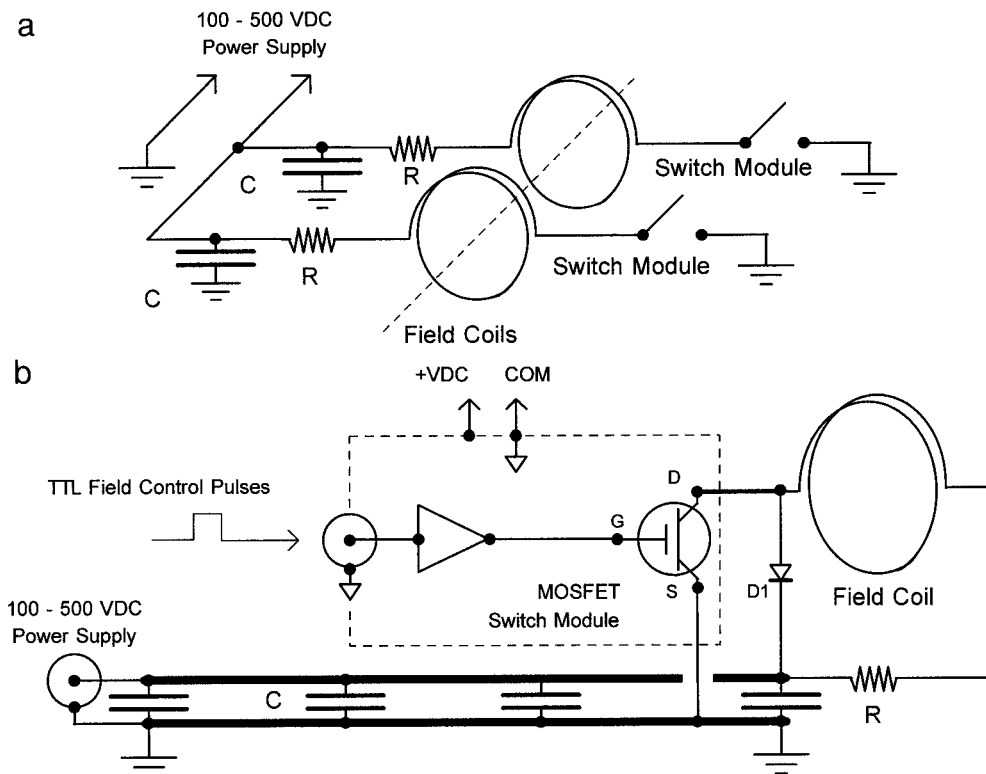 a
100 - 500 VDC
Power Supply
C
R
Switch Module
C
R
Switch Module
Field Coils
b
+VDC COM
TTL Field Control Pulses
D
G
S
MOSFET
Switch Module
D1
Field Coil
100 - 500 VDC
Power Supply
C
R